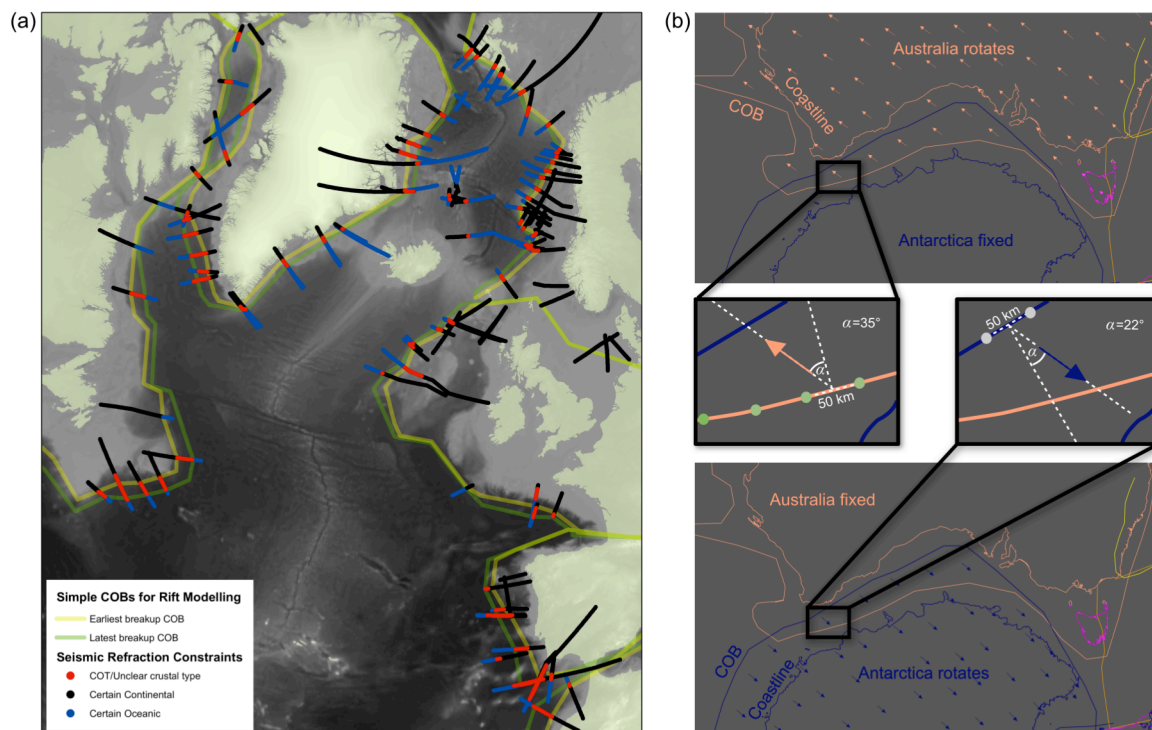 (a)
Simple COBs for Rift Modelling
Earliest breakup COB
Latest breakup COB
Seismic Refraction Constraints
COT/Unclear crustal type
Certain Continental
Certain Oceanic
(b)
Australia rotates
Coastline
COB
Antarctica fixed
α=35°
α
50 km
50 km
α=22°
α
Australia fixed
COB
Coastline
Antarctica rotates